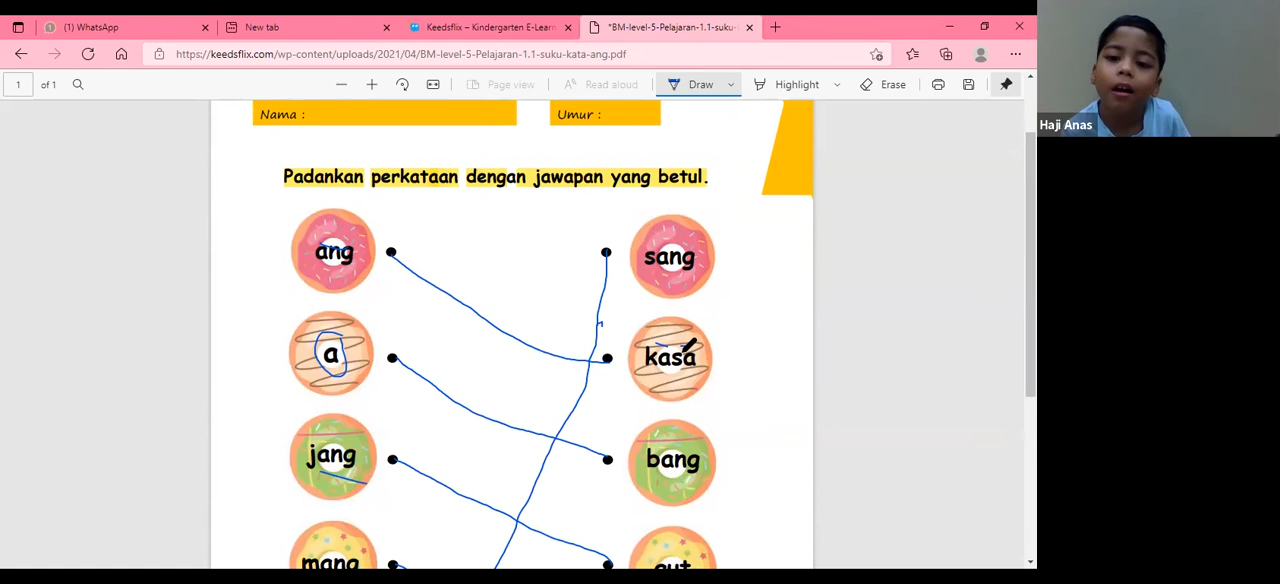 (1) WhatsApp
New tab
Keedsflix – Kindergarten E-Learn
*BM-level-5-Pelajaran-1.1-suku-
https://keedsflix.com/wp-content/uploads/2021/04/BM-level-5-Pelajaran-1.1-suku-kata-ang.pdf
1 of 1
Page view
Read aloud
Draw
Highlight
Erase
Haji Anas
Nama :
Umur :
Padankan perkataan dengan jawapan yang betul.
ang
sang
a
kasa
jang
bang
mang